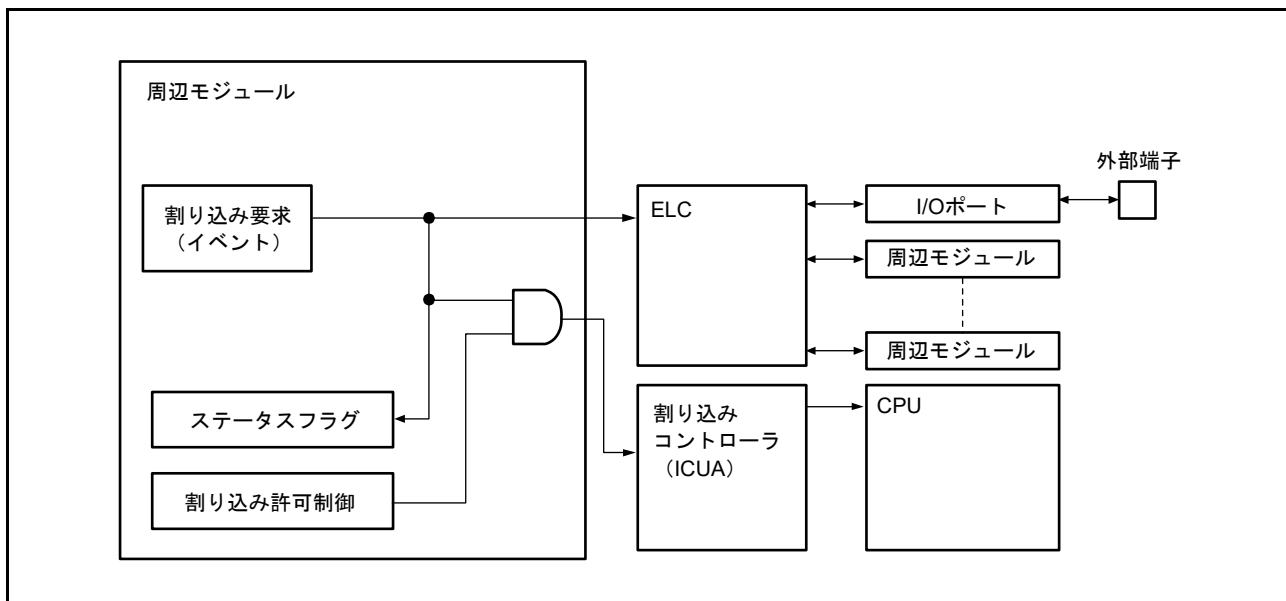 周辺モジュール
割り込み要求
（イベント）
ステータスフラグ
割り込み許可制御
ELC
割り込み
コントローラ
（ICUA）
外部端子
I/Oポート
周辺モジュール
周辺モジュール
CPU